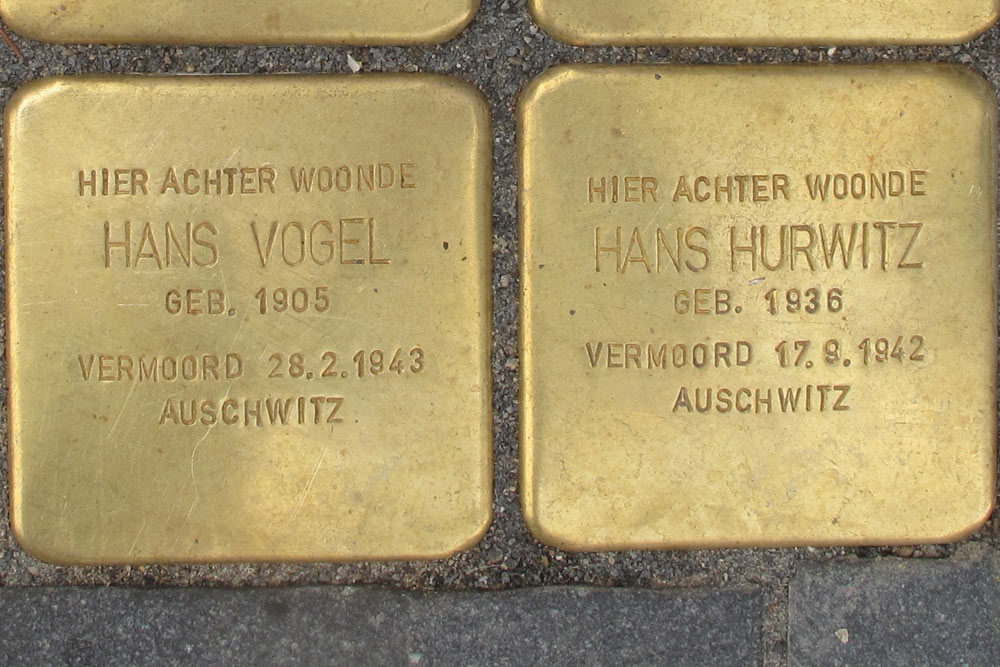 HIER ACHTER WOONDE
HANS VOGEL
GEB. 1905
VERMOORD 28.2.1943
AUSCHWITZ
HIER ACHTER WOONDE
HANS HURWITZ
GEB. 1936
VERMOORD 17.9.1942
AUSCHWITZ